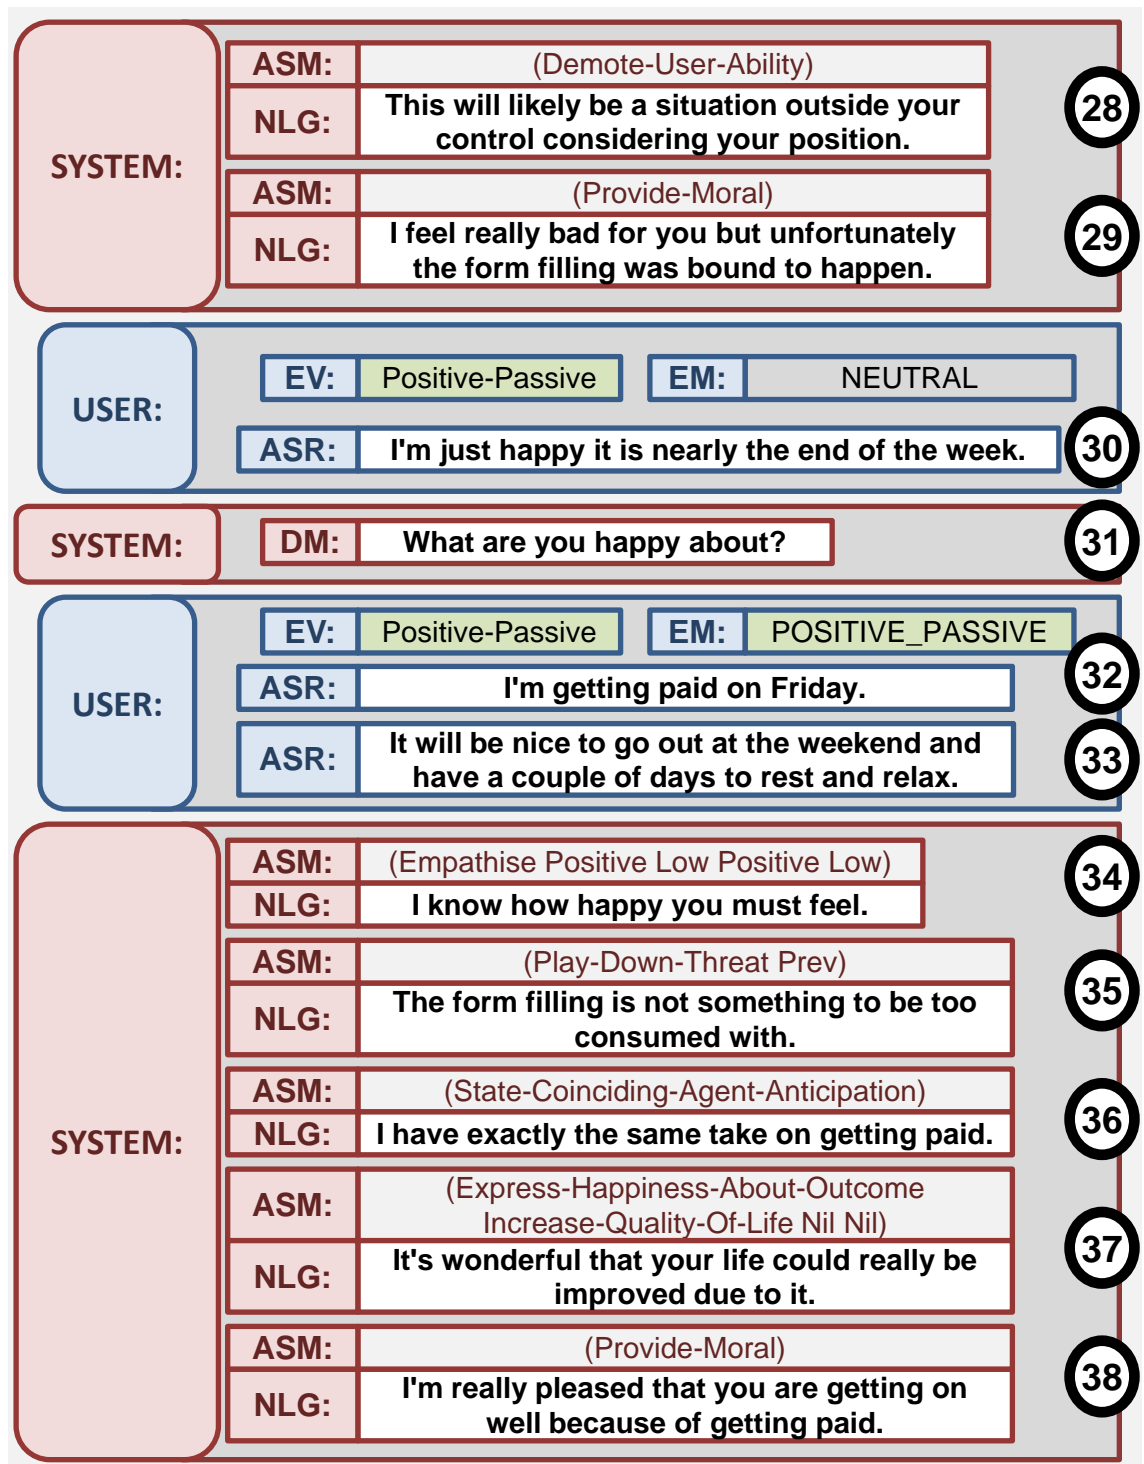 SYSTEM:
ASM: (Demote-User-Ability)
NLG: This will likely be a situation outside your
control considering your position.
28
ASM: (Provide-Moral)
NLG: I feel really bad for you but unfortunately
the form filling was bound to happen.
29
USER:
EV: Positive-Passive EM: NEUTRAL
ASR: I'm just happy it is nearly the end of the week.
30
SYSTEM:
DM: What are you happy about?
31
USER:
EV: Positive-Passive EM: POSITIVE_PASSIVE
ASR: I'm getting paid on Friday.
32
ASR: It will be nice to go out at the weekend and
have a couple of days to rest and relax.
33
SYSTEM:
ASM: (Empathise Positive Low Positive Low)
NLG: I know how happy you must feel.
34
ASM: (Play-Down-Threat Prev)
NLG: The form filling is not something to be too
consumed with.
35
ASM: (State-Coinciding-Agent-Anticipation)
NLG: I have exactly the same take on getting paid.
36
ASM: (Express-Happiness-About-Outcome
Increase-Quality-Of-Life Nil Nil)
NLG: It's wonderful that your life could really be
improved due to it.
37
ASM: (Provide-Moral)
NLG: I'm really pleased that you are getting on
well because of getting paid.
38